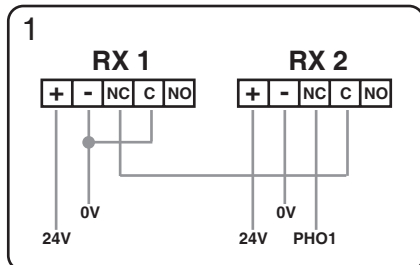 1
RX 1 RX 2
+ - NC C NO + - NC C NO
0V 0V
24V 24V PHO1